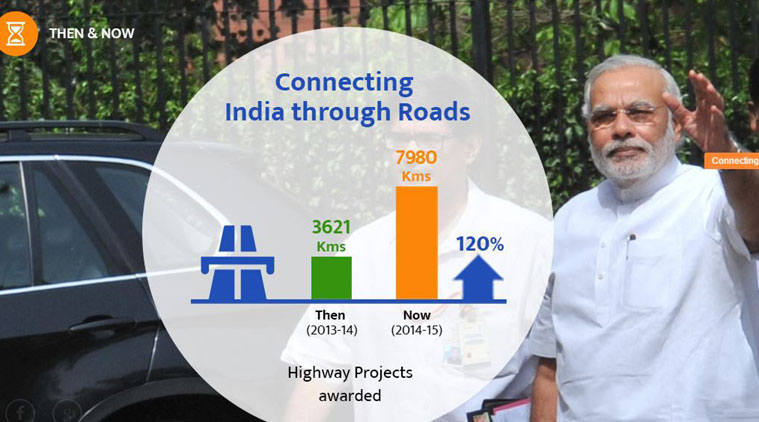 THEN & NOW
Connecting
India through Roads
7980
Kms
3621
Kms
120%
Then
(2013-14)
Now
(2014-15)
Highway Projects
awarded
Connecting